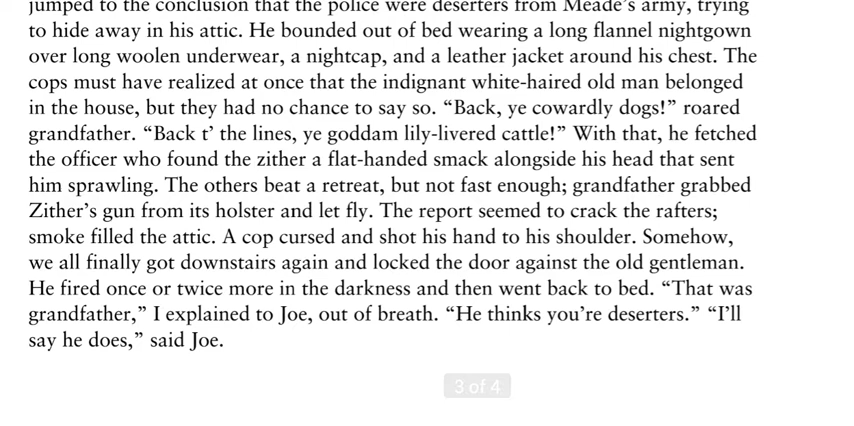 jumped to the conclusion that the police were deserters from Meade's army, trying
to hide away in his attic. He bounded out of bed wearing a long flannel nightgown
over long woolen underwear, a nightcap, and a leather jacket around his chest. The
cops must have realized at once that the indignant white-haired old man belonged
in the house, but they had no chance to say so. “Back, ye cowardly dogs!” roared
grandfather. “Back t’ the lines, ye goddam lily-livered cattle!” With that, he fetched
the officer who found the zither a flat-handed smack alongside his head that sent
him sprawling. The others beat a retreat, but not fast enough; grandfather grabbed
Zither’s gun from its holster and let fly. The report seemed to crack the rafters;
smoke filled the attic. A cop cursed and shot his hand to his shoulder. Somehow,
we all finally got downstairs again and locked the door against the old gentleman.
He fired once or twice more in the darkness and then went back to bed. “That was
grandfather,” I explained to Joe, out of breath. “He thinks you’re deserters.” “I’ll
say he does,” said Joe.
3 of 4